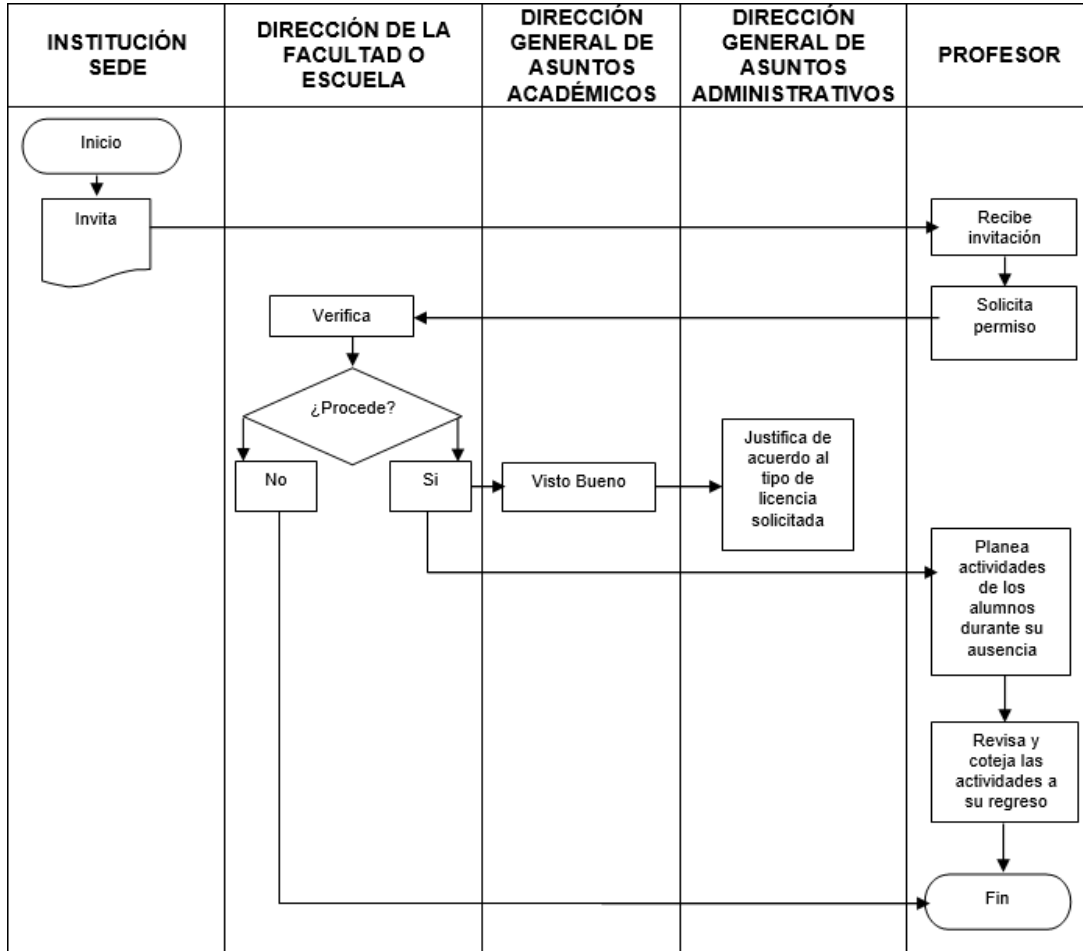 INSTITUCIÓN
SEDE
DIRECCIÓN DE LA
FACULTAD O
ESCUELA
DIRECCIÓN
GENERAL DE
ASUNTOS
ACADÉMICOS
DIRECCIÓN
GENERAL DE
ASUNTOS
ADMINISTRATIVOS
PROFESOR
Inicio
Invita
Recibe
invitación
Solicita
permiso
Verifica
¿Procede?
No
Si
Visto Bueno
Justifica de
acuerdo al
tipo de
licencia
solicitada
Planea
actividades
de los
alumnos
durante su
ausencia
Revisa y
coteja las
actividades a
su regreso
Fin